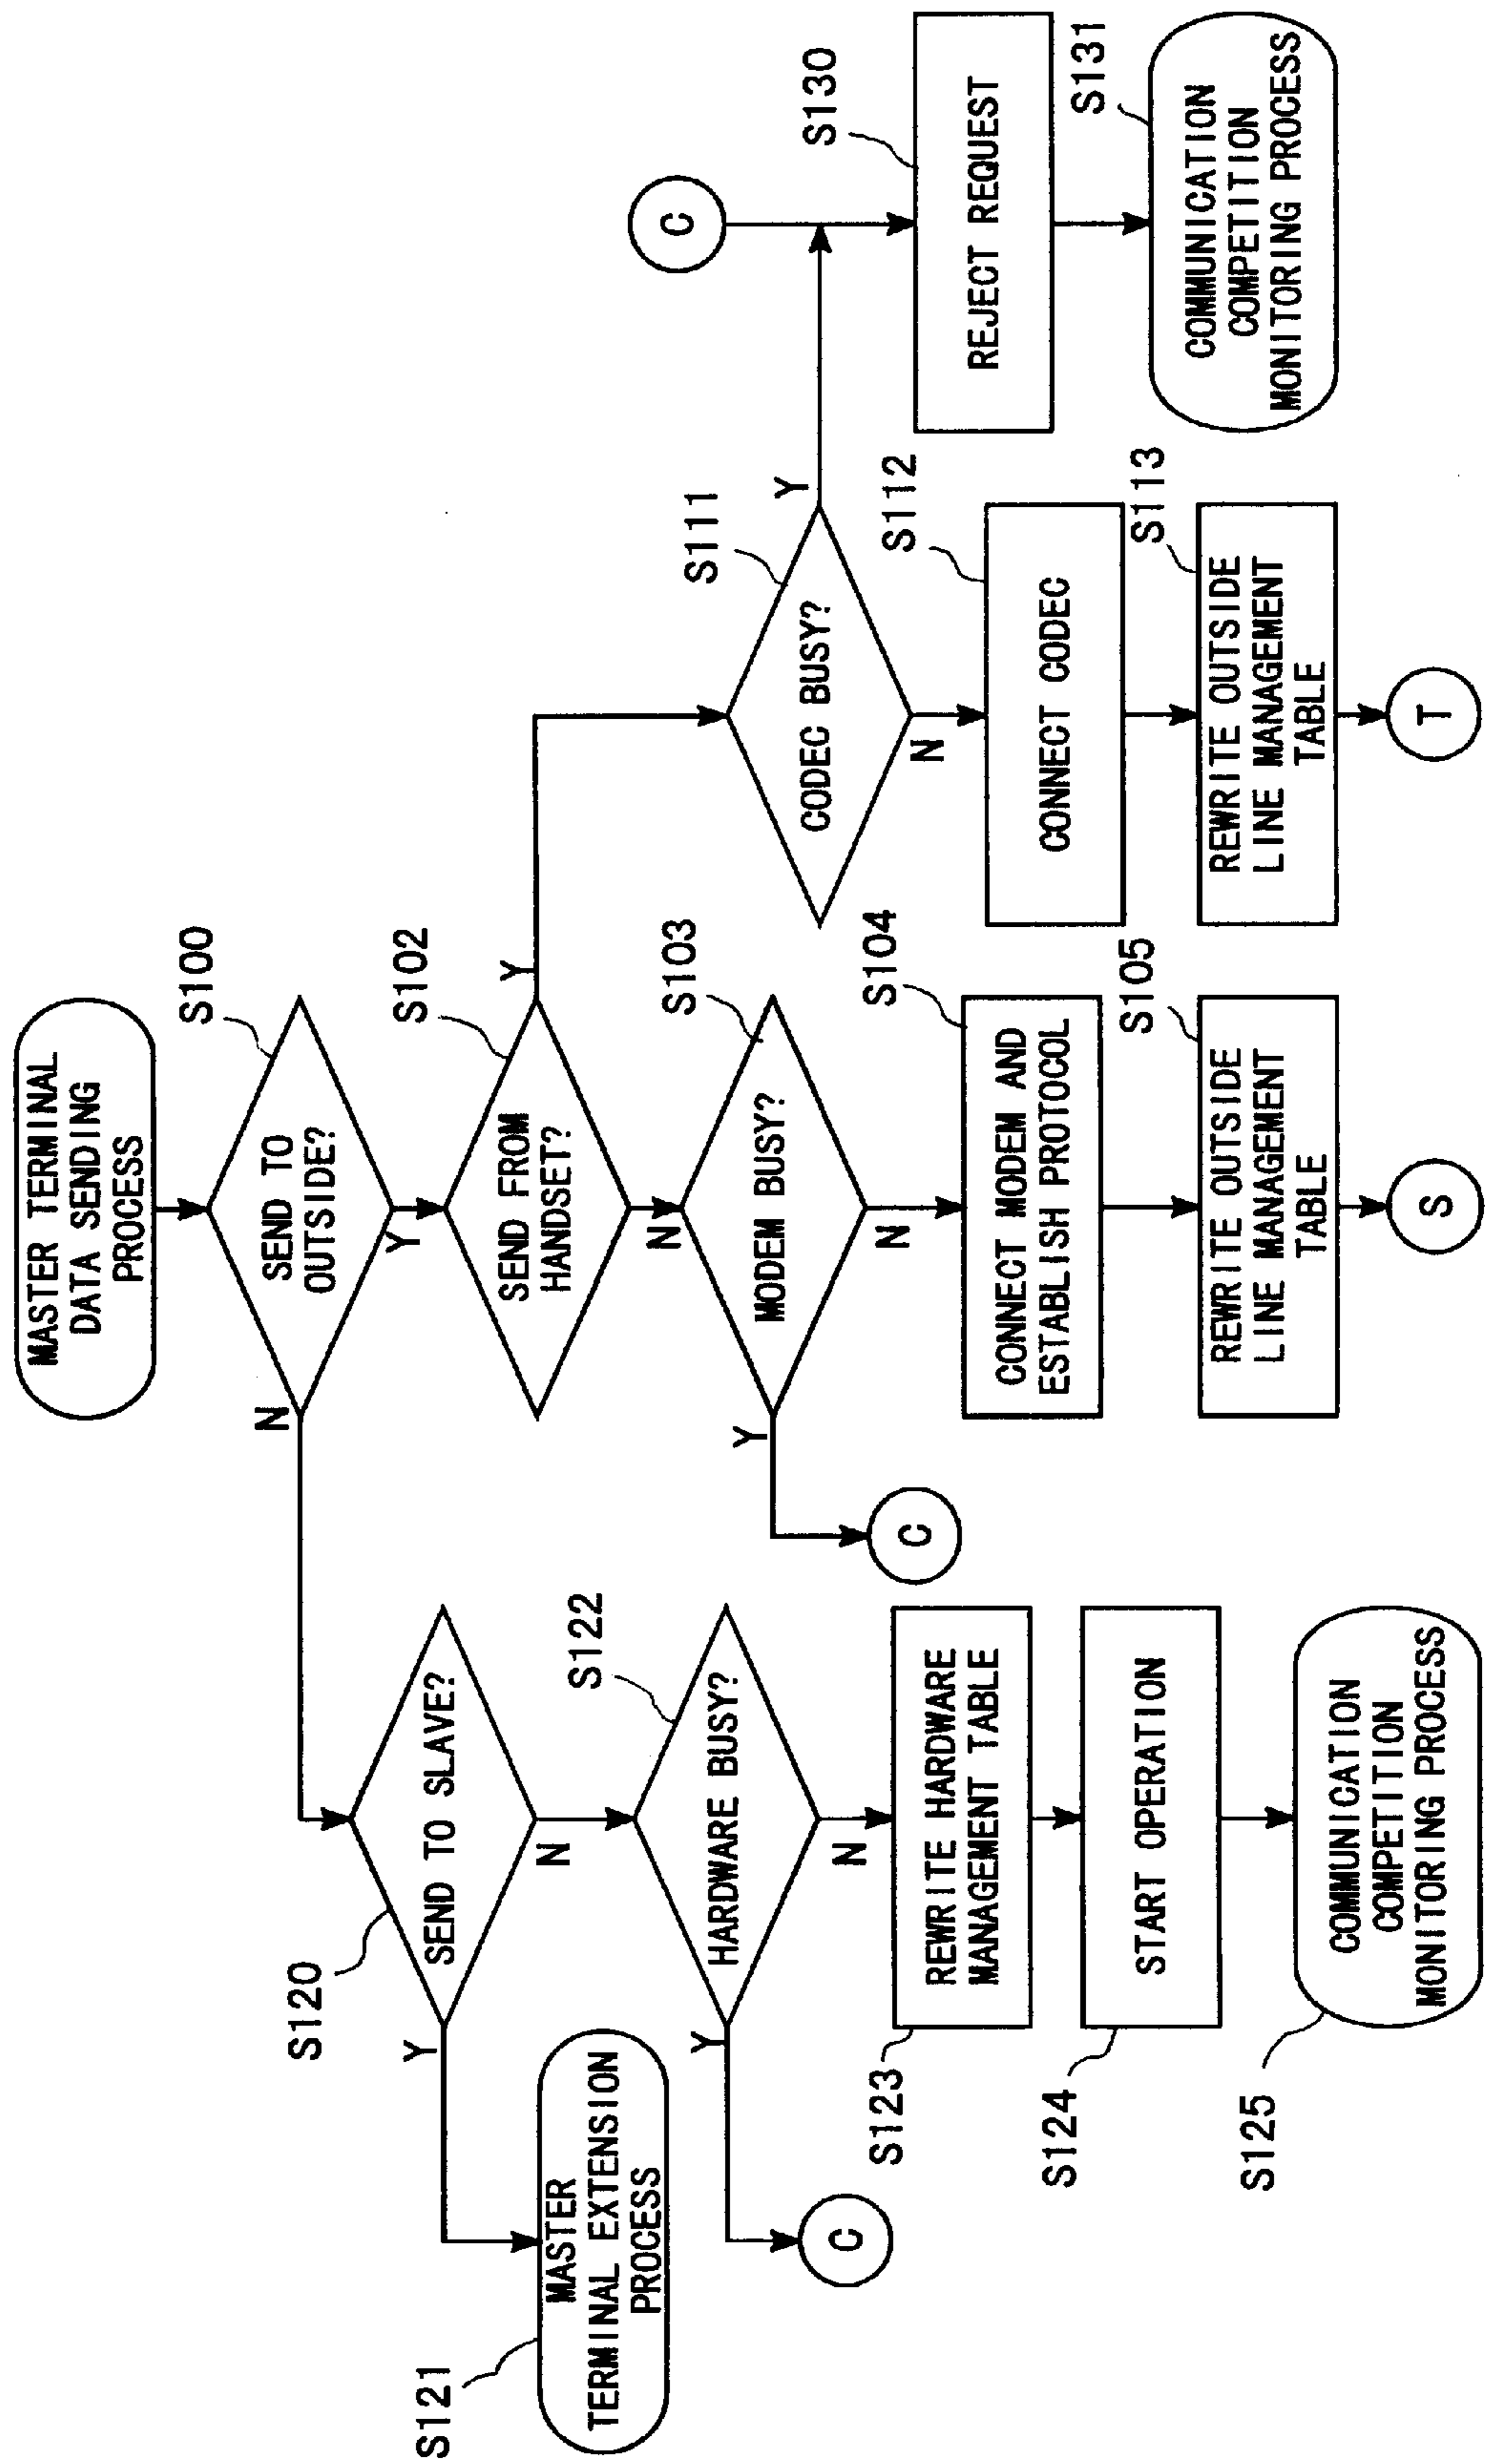 MASTER TERMINAL
DATA SENDING
PROCESS
S100
SEND TO
OUTSIDE?
N
Y
S102
SEND FROM
HANDSET?
Y
N
S103
MODEM BUSY?
Y
N
C
S104
CONNECT MODEM AND
ESTABLISH PROTOCOL
S105
REWRITE OUTSIDE
LINE MANAGEMENT
TABLE
S
S111
CODEC BUSY?
Y
N
S112
CONNECT CODEC
S113
REWRITE OUTSIDE
LINE MANAGEMENT
TABLE
T
C
S130
REJECT REQUEST
S131
COMMUNICATION
COMPETITION
MONITORING PROCESS
S120
SEND TO SLAVE?
Y
N
S121
MASTER
TERMINAL EXTENSION
PROCESS
S122
HARDWARE BUSY?
Y
N
C
S123
REWRITE HARDWARE
MANAGEMENT TABLE
S124
START OPERATION
S125
COMMUNICATION
COMPETITION
MONITORING PROCESS